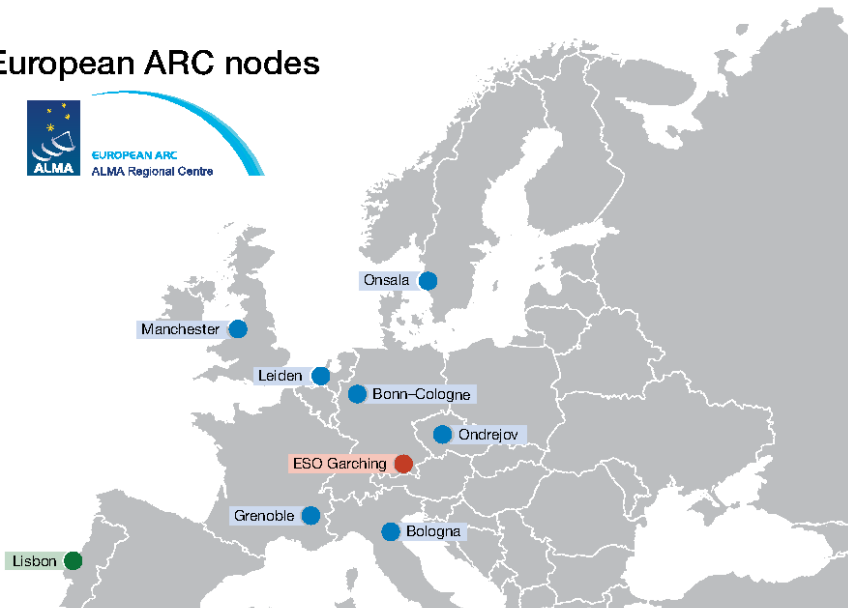 European ARC nodes
ALMA
EUROPEAN ARC
ALMA Regional Centre
Onsala
Manchester
Leiden
Bonn–Cologne
Ondrejov
ESO Garching
Grenoble
Bologna
Lisbon